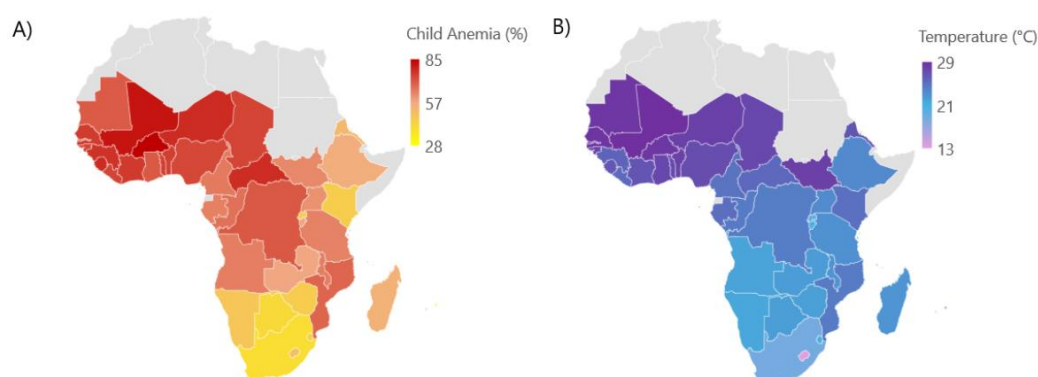 A)
Child Anemia (%)
85
57
28
B)
Temperature (°C)
29
21
13